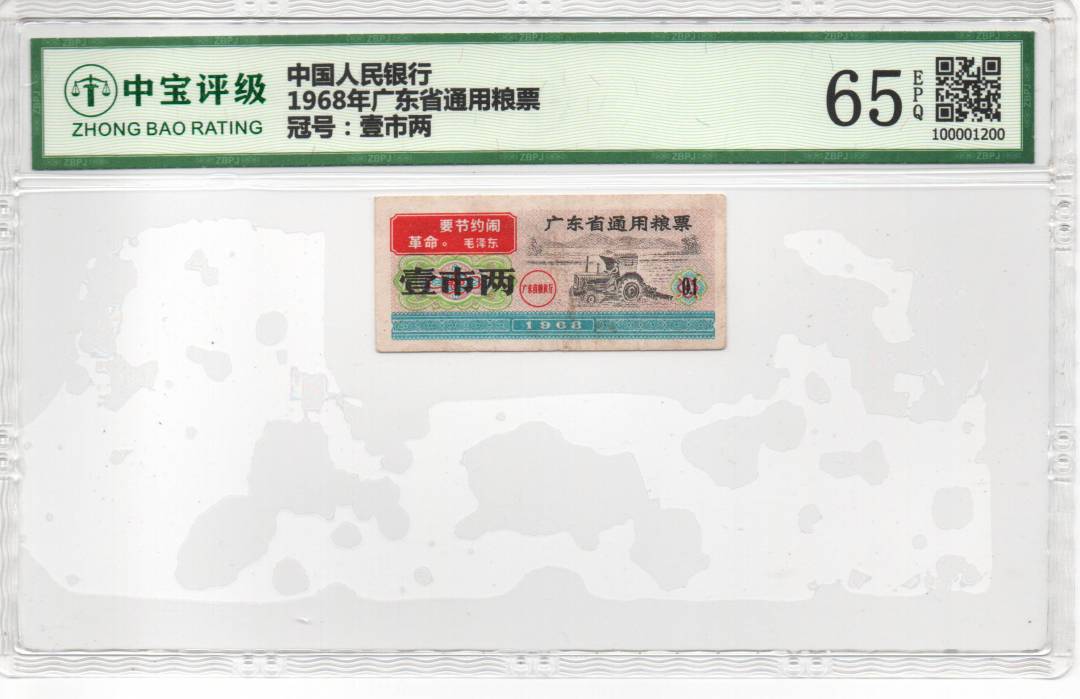 中宝评级
ZHONG BAO RATING
中国人民银行
1968年广东省通用粮票
冠号：壹市两
65
EPQ
100001200
ZBPJ
要节约闹
革命。 毛泽东
广东省通用粮票
壹市两
01
1968